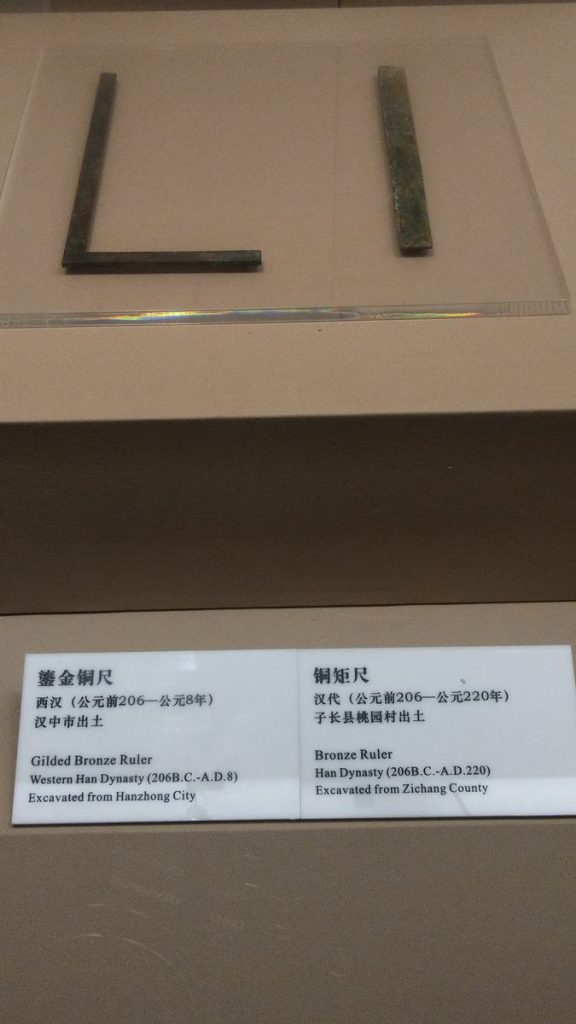 鎏金铜尺
西汉（公元前206—公元8年）
汉中市出土
Gilded Bronze Ruler
Western Han Dynasty (206B.C.-A.D.8)
Excavated from Hanzhong City
铜矩尺
汉代（公元前206—公元220年）
子长县桃园村出土
Bronze Ruler
Han Dynasty (206B.C.-A.D.220)
Excavated from Zichang County